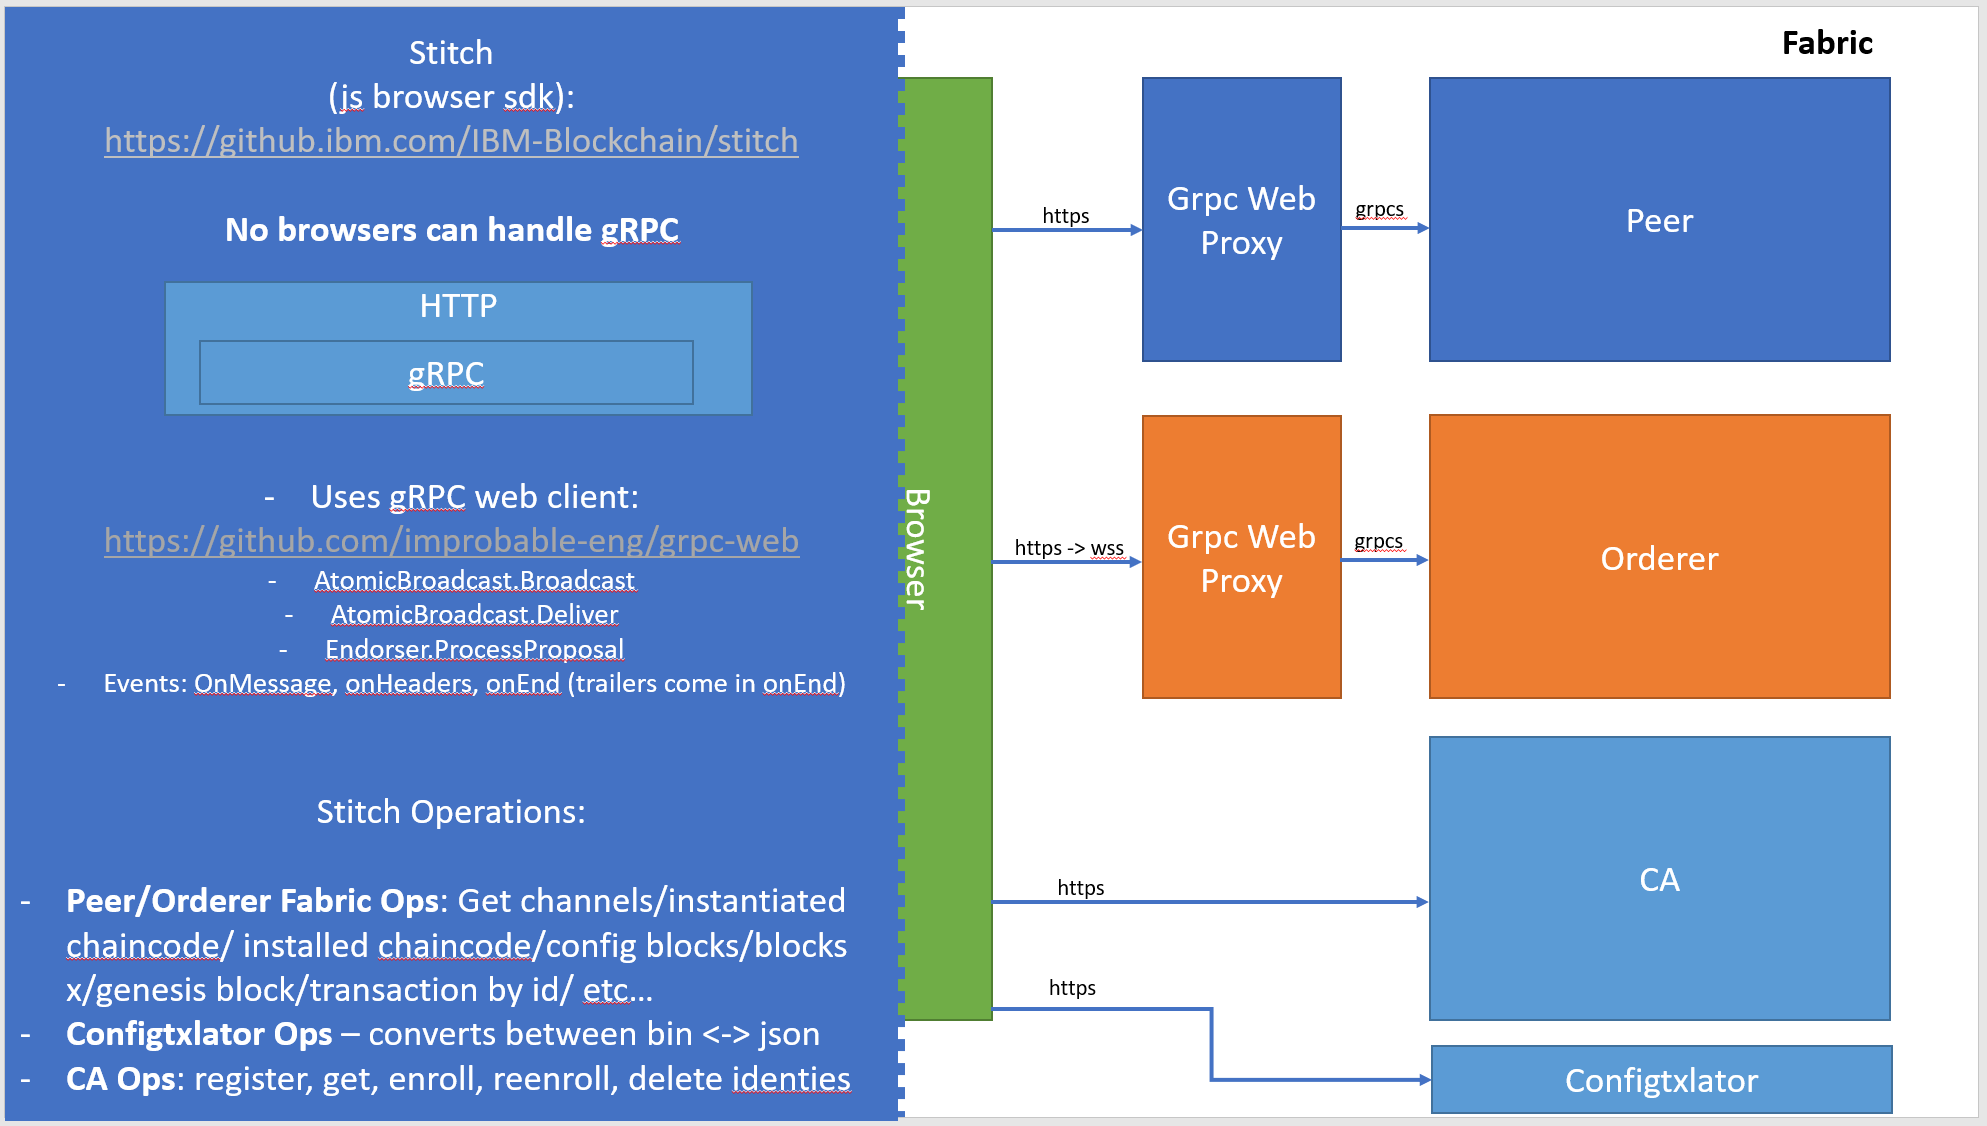 Stitch
(js browser sdk):
https://github.ibm.com/IBM-Blockchain/stitch
No browsers can handle gRPC
HTTP
gRPC
- Uses gRPC web client:
https://github.com/improbable-eng/grpc-web
- AtomicBroadcast.Broadcast
- AtomicBroadcast.Deliver
- Endorser.ProcessProposal
- Events: OnMessage, onHeaders, onEnd (trailers come in onEnd)
Stitch Operations:
- Peer/Orderer Fabric Ops: Get channels/instantiated
chaincode/ installed chaincode/config blocks/blocks
x/genesis block/transaction by id/ etc...
- Configtxlator Ops – converts between bin <-> json
- CA Ops: register, get, enroll, reenroll, delete identies
Browser
Fabric
https
Grpc Web
Proxy
grpcs
Peer
https -> wss
Grpc Web
Proxy
grpcs
Orderer
https
CA
https
Configtxlator